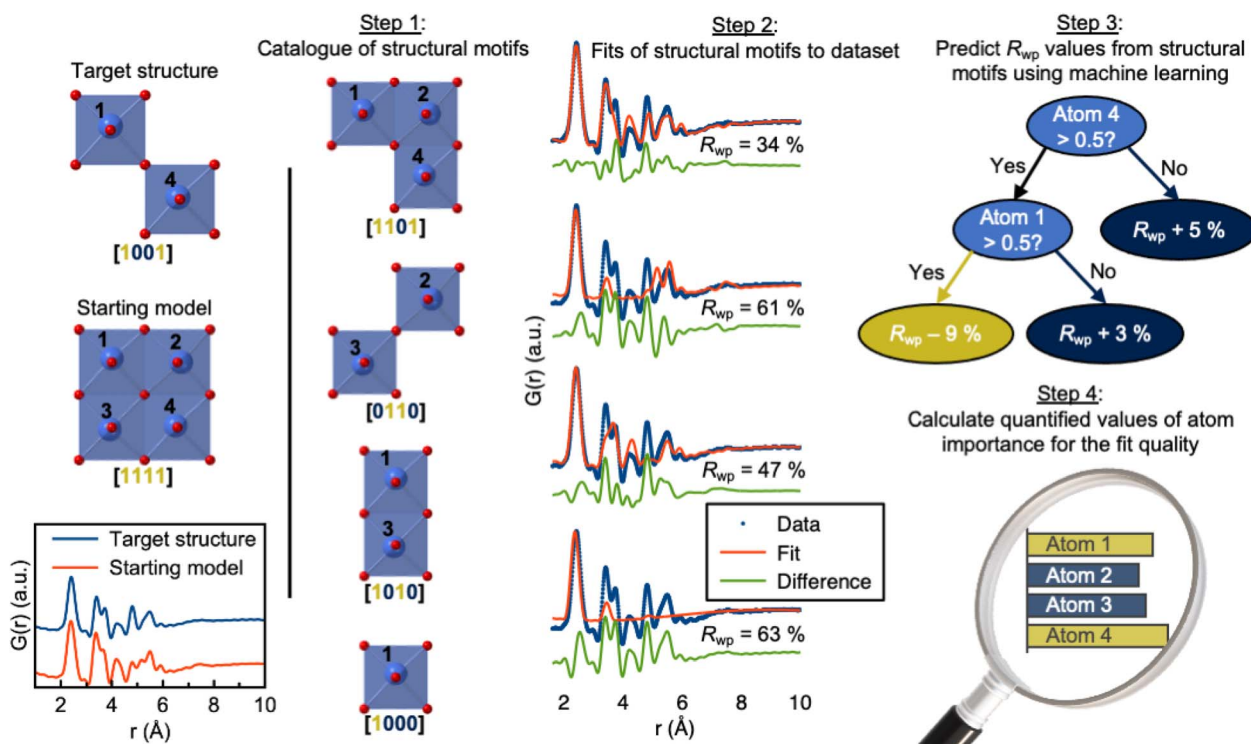 Target structure
1
4
[1001]
Starting model
1
2
3
4
[1111]
G(r) (a.u.)
Target structure
Starting model
2 4 6 8 10
r (Å)
Step 1:
Catalogue of structural motifs
1
2
4
[1101]
2
3
[0110]
1
3
[1010]
1
[1000]
Step 2:
Fits of structural motifs to dataset
G(r) (a.u.)
Rwp = 34 %
Rwp = 61 %
Rwp = 47 %
Data
Fit
Difference
Rwp = 63 %
2 4 6 8 10
r (Å)
Step 3:
Predict Rwp values from structural
motifs using machine learning
Atom 4
> 0.5?
Yes
No
Atom 1
> 0.5?
Rwp + 5 %
Yes
No
Rwp – 9 %
Rwp + 3 %
Step 4:
Calculate quantified values of atom
importance for the fit quality
Atom 1
Atom 2
Atom 3
Atom 4